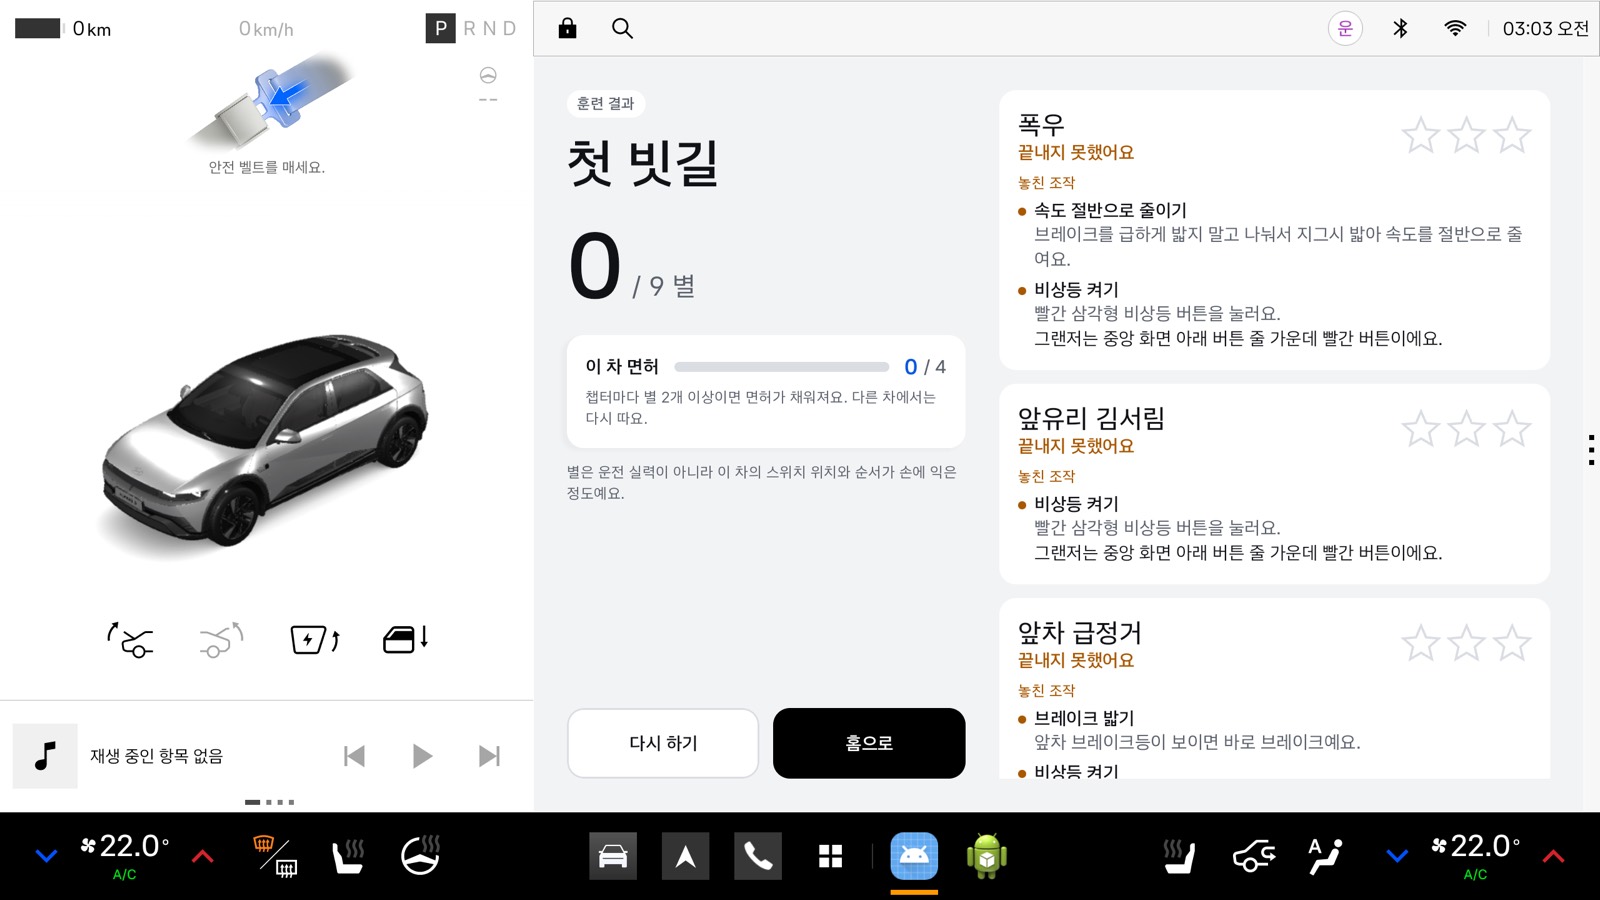 0 km
0 km/h
P R N D
안전 벨트를 매세요.
--
재생 중인 항목 없음
운
03:03 오전
훈련 결과
첫 빗길
0 / 9 별
이 차 면허 0 / 4
챕터마다 별 2개 이상이면 면허가 채워져요. 다른 차에서는
다시 따요.
별은 운전 실력이 아니라 이 차의 스위치 위치와 순서가 손에 익은
정도예요.
다시 하기
홈으로
폭우
끝내지 못했어요
놓친 조작
속도 절반으로 줄이기
브레이크를 급하게 밟지 말고 나눠서 지그시 밟아 속도를 절반으로 줄
여요.
비상등 켜기
빨간 삼각형 비상등 버튼을 눌러요.
그랜저는 중앙 화면 아래 버튼 줄 가운데 빨간 버튼이에요.
앞유리 김서림
끝내지 못했어요
놓친 조작
비상등 켜기
빨간 삼각형 비상등 버튼을 눌러요.
그랜저는 중앙 화면 아래 버튼 줄 가운데 빨간 버튼이에요.
앞차 급정거
끝내지 못했어요
놓친 조작
브레이크 밟기
앞차 브레이크등이 보이면 바로 브레이크예요.
비상등 켜기
22.0°
A/C
A
22.0°
A/C